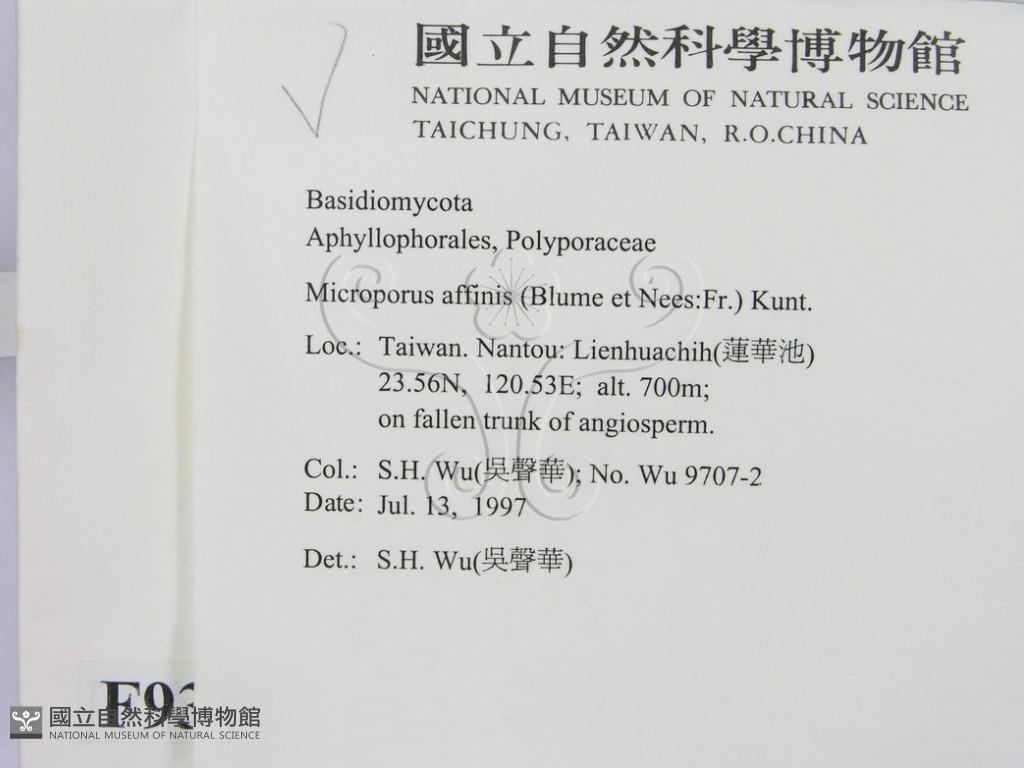 國立自然科學博物館
NATIONAL MUSEUM OF NATURAL SCIENCE
TAICHUNG, TAIWAN, R.O.CHINA
Basidiomycota
Aphyllophorales, Polyporaceae
Microporus affinis (Blume et Nees:Fr.) Kunt.
Loc.: Taiwan. Nantou: Lienhuachih(蓮華池)
23.56N, 120.53E; alt. 700m;
on fallen trunk of angiosperm.
Col.: S.H. Wu(吳聲華); No. Wu 9707-2
Date: Jul. 13, 1997
Det.: S.H. Wu(吳聲華)
國立自然科學博物館
NATIONAL MUSEUM OF NATURAL SCIENCE